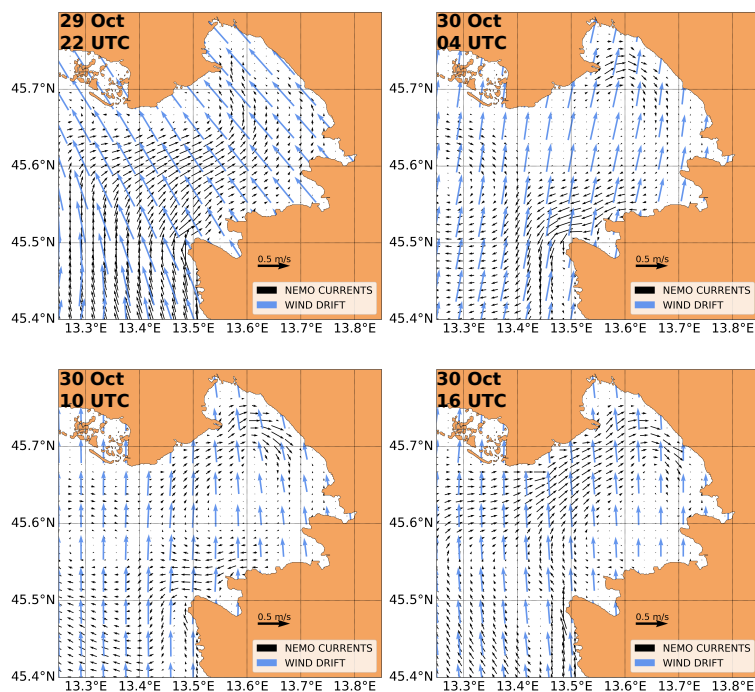 29 Oct
22 UTC
45.7°N
45.6°N
45.5°N
45.4°N
0.5 m/s
NEMO CURRENTS
WIND DRIFT
13.3°E 13.4°E 13.5°E 13.6°E 13.7°E 13.8°E
30 Oct
04 UTC
45.7°N
45.6°N
45.5°N
45.4°N
0.5 m/s
NEMO CURRENTS
WIND DRIFT
13.3°E 13.4°E 13.5°E 13.6°E 13.7°E 13.8°E
30 Oct
10 UTC
45.7°N
45.6°N
45.5°N
45.4°N
0.5 m/s
NEMO CURRENTS
WIND DRIFT
13.3°E 13.4°E 13.5°E 13.6°E 13.7°E 13.8°E
30 Oct
16 UTC
45.7°N
45.6°N
45.5°N
45.4°N
0.5 m/s
NEMO CURRENTS
WIND DRIFT
13.3°E 13.4°E 13.5°E 13.6°E 13.7°E 13.8°E